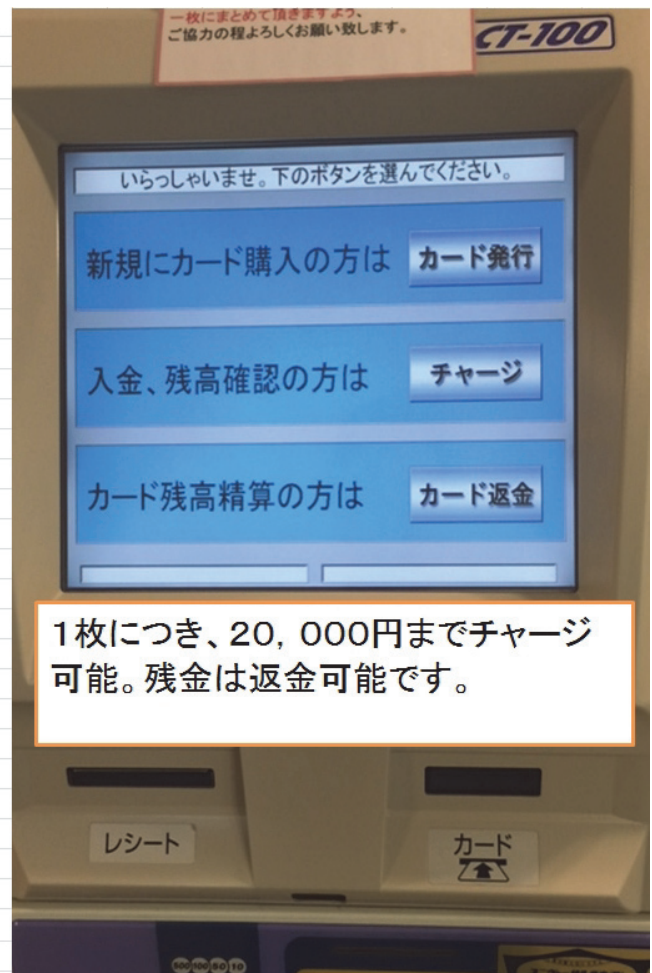 一枚にまとめて頂きますよう、
ご協力の程よろしくお願い致します。
CT-100
いらっしゃいませ。下のボタンを選んでください。
新規にカード購入の方は カード発行
入金、残高確認の方は チャージ
カード残高精算の方は カード返金
1枚につき、20，000円までチャージ
可能。残金は返金可能です。
レシート
カード
500 100 50 10